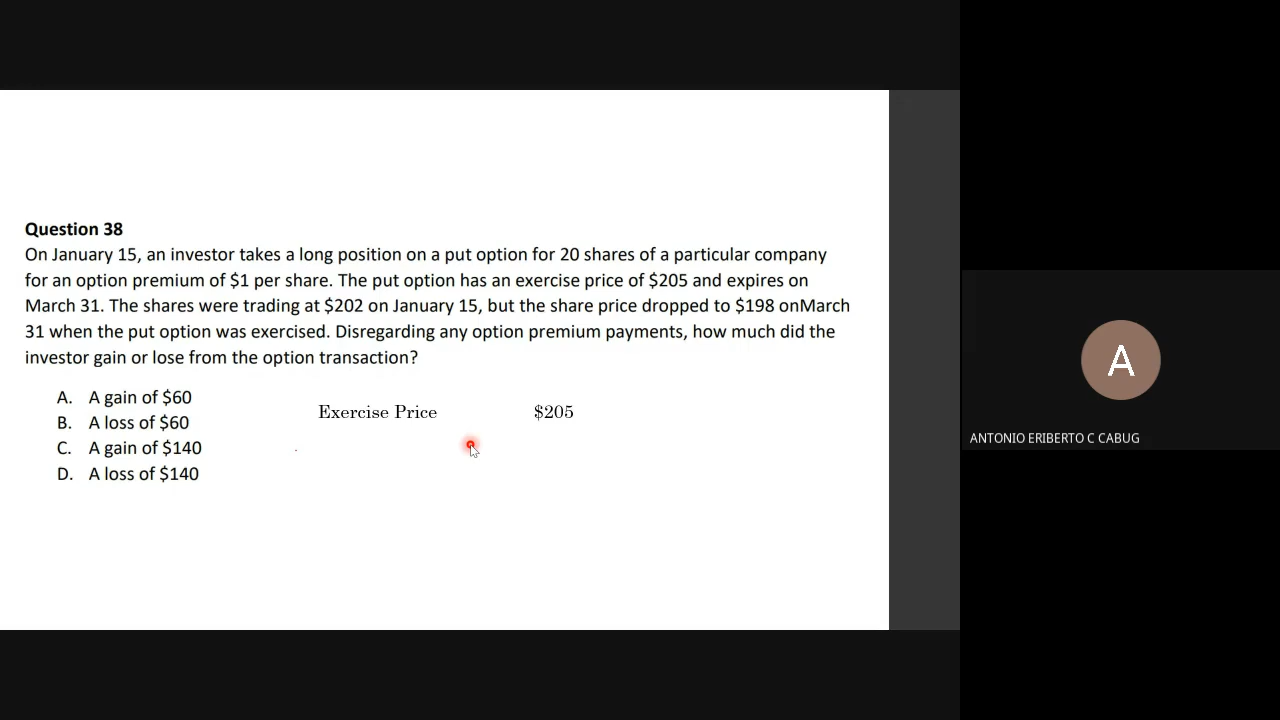 Question 38
On January 15, an investor takes a long position on a put option for 20 shares of a particular company
for an option premium of $1 per share. The put option has an exercise price of $205 and expires on
March 31. The shares were trading at $202 on January 15, but the share price dropped to $198 onMarch
31 when the put option was exercised. Disregarding any option premium payments, how much did the
investor gain or lose from the option transaction?
A. A gain of $60
B. A loss of $60
C. A gain of $140
D. A loss of $140
Exercise Price $205
A
ANTONIO ERIBERTO C CABUG